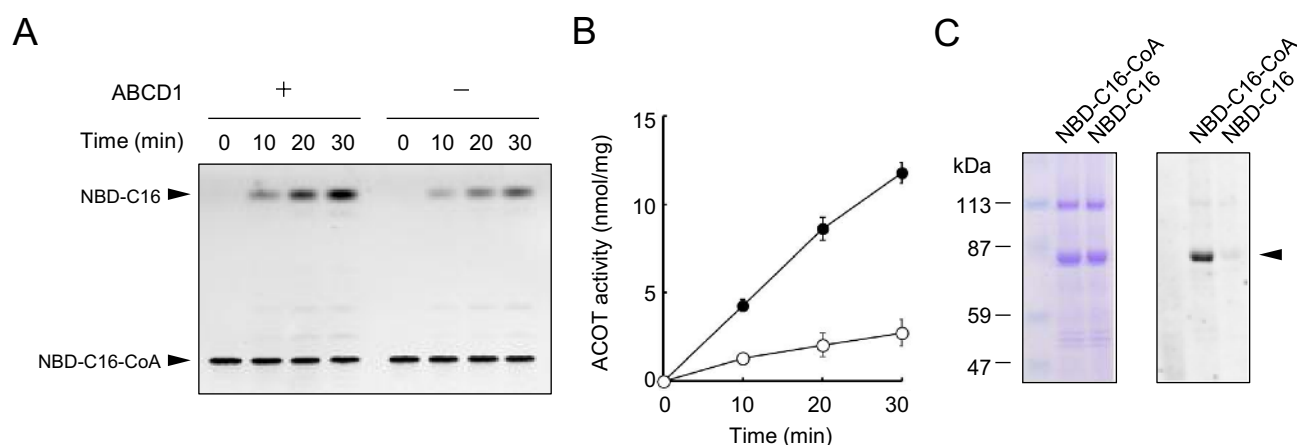 A
ABCD1 + −
Time (min) 0 10 20 30 0 10 20 30
NBD-C16
NBD-C16-CoA
B
ACOT activity (nmol/mg)
15
10
5
0
0 10 20 30
Time (min)
C
NBD-C16-CoA
NBD-C16
NBD-C16-CoA
NBD-C16
kDa
113
87
59
47